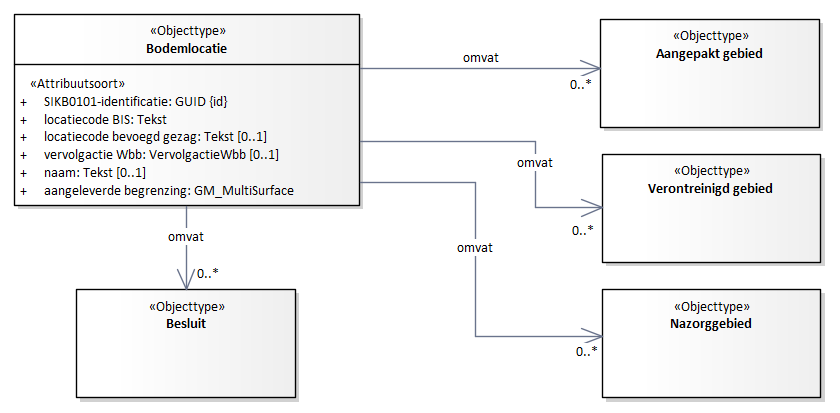 «Objecttype»
Bodemlocatie
«Attribuutsoort»
+ SIKB0101-identificatie: GUID {id}
+ locatiecode BIS: Tekst
+ locatiecode bevoegd gezag: Tekst [0..1]
+ vervolgactie Wbb: VervolgactieWbb [0..1]
+ naam: Tekst [0..1]
+ aangeleverde begrenzing: GM_MultiSurface
omvat
0..*
«Objecttype»
Aangepakt gebied
omvat
0..*
«Objecttype»
Verontreinigd gebied
omvat
0..*
«Objecttype»
Nazorggebied
omvat
0..*
«Objecttype»
Besluit